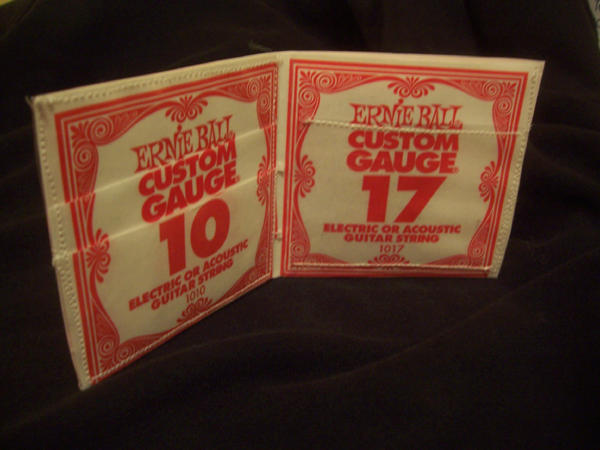 ERNIE BALL
CUSTOM
GAUGE
10
ELECTRIC OR ACOUSTIC
GUITAR STRING
1010
ERNIE BALL
CUSTOM
GAUGE®
17
ELECTRIC OR ACOUSTIC
GUITAR STRING
1017